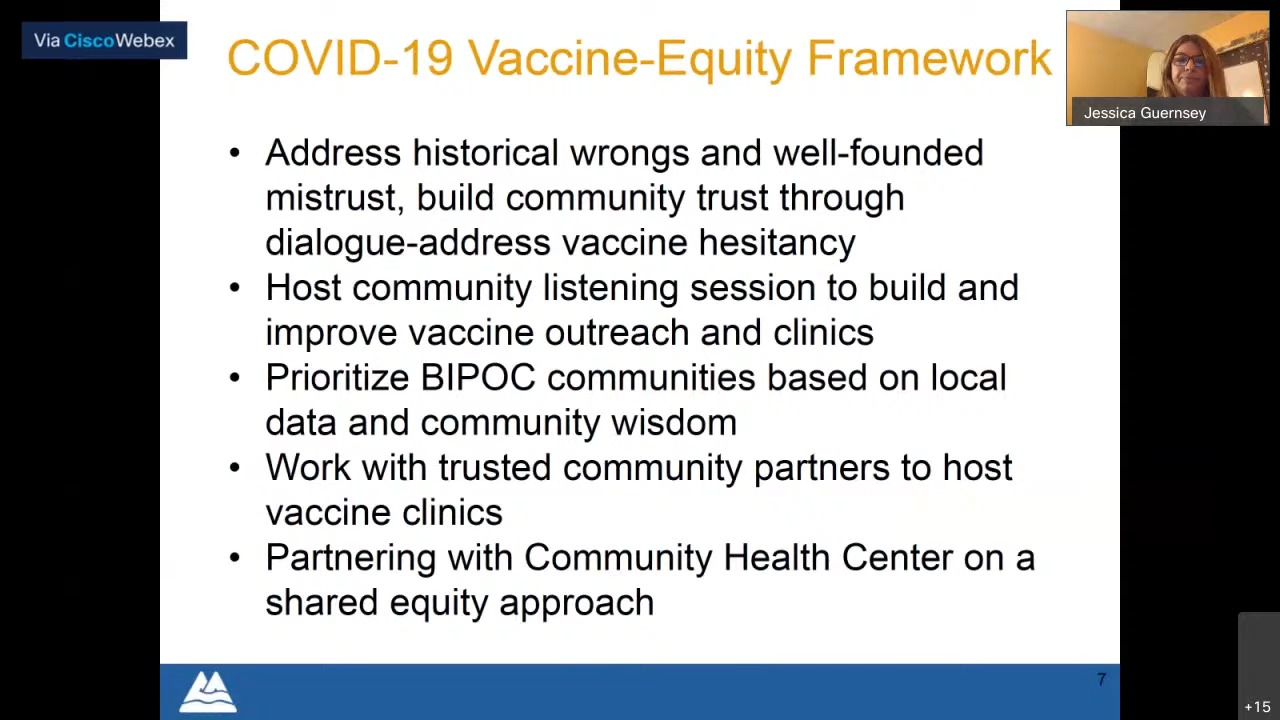 Via CiscoWebex
COVID-19 Vaccine-Equity Framework
Jessica Guernsey
• Address historical wrongs and well-founded
mistrust, build community trust through
dialogue-address vaccine hesitancy
• Host community listening session to build and
improve vaccine outreach and clinics
• Prioritize BIPOC communities based on local
data and community wisdom
• Work with trusted community partners to host
vaccine clinics
• Partnering with Community Health Center on a
shared equity approach
7
+15